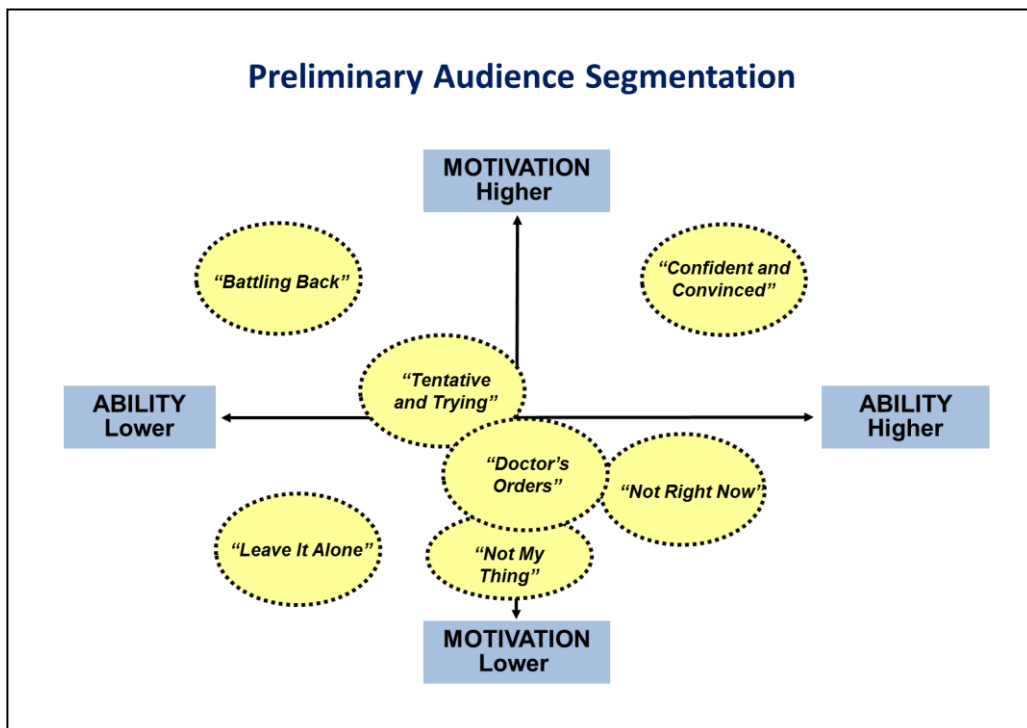 Preliminary Audience Segmentation
MOTIVATION
Higher
“Battling Back”
“Confident and
Convinced”
“Tentative
and Trying”
ABILITY
Lower
ABILITY
Higher
“Doctor’s
Orders”
“Not Right Now”
“Leave It Alone”
“Not My
Thing”
MOTIVATION
Lower